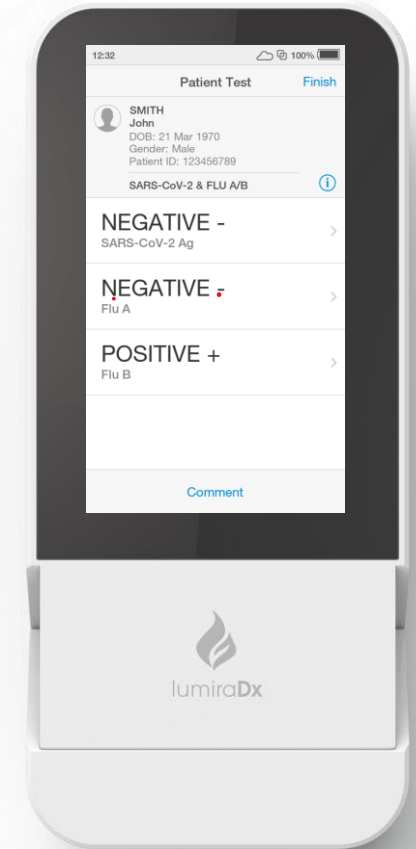 12:32 100%
Patient Test Finish
SMITH
John
DOB: 21 Mar 1970
Gender: Male
Patient ID: 123456789
SARS-CoV-2 & FLU A/B
NEGATIVE -
SARS-CoV-2 Ag
NEGATIVE -
Flu A
POSITIVE +
Flu B
Comment
lumiraDx